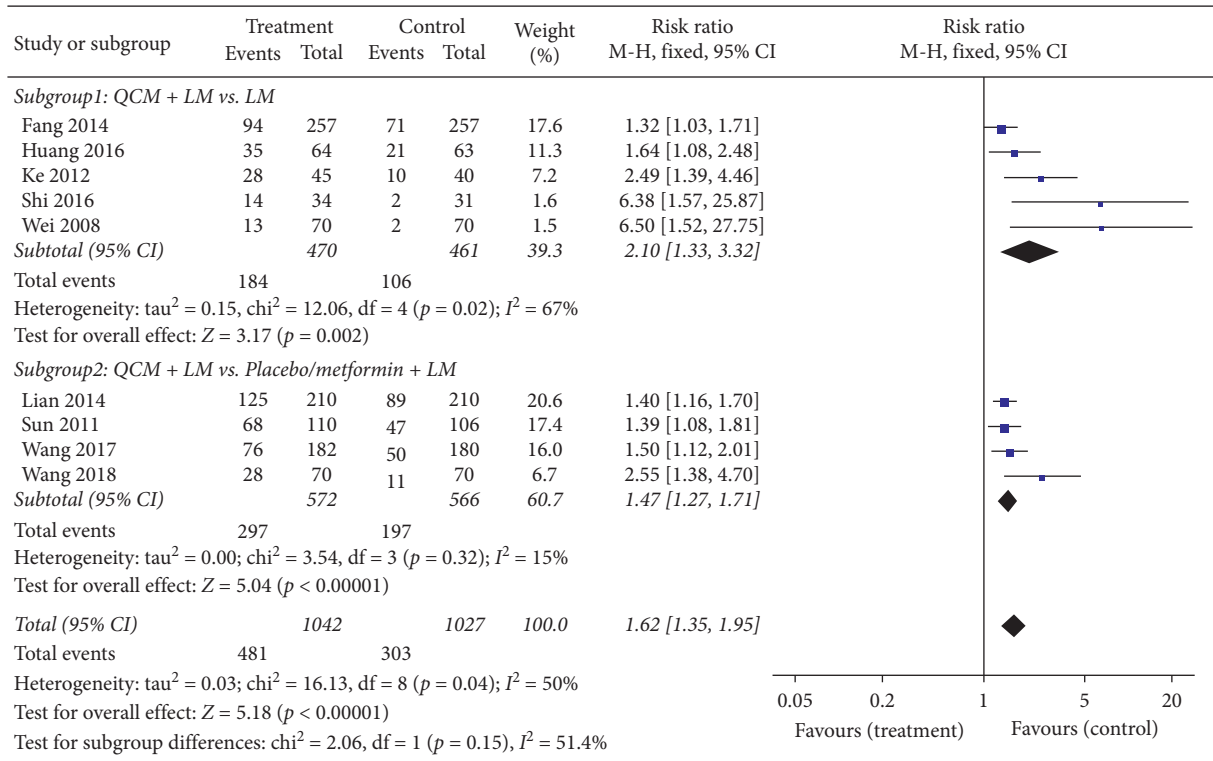 Study or subgroup Treatment Control Weight (%) Risk ratio Risk ratio
Events Total Events Total M-H, fixed, 95% CI M-H, fixed, 95% CI
Subgroup1: QCM + LM vs. LM
Fang 2014 94 257 71 257 17.6 1.32 [1.03, 1.71]
Huang 2016 35 64 21 63 11.3 1.64 [1.08, 2.48]
Ke 2012 28 45 10 40 7.2 2.49 [1.39, 4.46]
Shi 2016 14 34 2 31 1.6 6.38 [1.57, 25.87]
Wei 2008 13 70 2 70 1.5 6.50 [1.52, 27.75]
Subtotal (95% CI) 470 461 39.3 2.10 [1.33, 3.32]
Total events 184 106
Heterogeneity: tau² = 0.15, chi² = 12.06, df = 4 (p = 0.02); I² = 67%
Test for overall effect: Z = 3.17 (p = 0.002)
Subgroup2: QCM + LM vs. Placebo/metformin + LM
Lian 2014 125 210 89 210 20.6 1.40 [1.16, 1.70]
Sun 2011 68 110 47 106 17.4 1.39 [1.08, 1.81]
Wang 2017 76 182 50 180 16.0 1.50 [1.12, 2.01]
Wang 2018 28 70 11 70 6.7 2.55 [1.38, 4.70]
Subtotal (95% CI) 572 566 60.7 1.47 [1.27, 1.71]
Total events 297 197
Heterogeneity: tau² = 0.00; chi² = 3.54, df = 3 (p = 0.32); I² = 15%
Test for overall effect: Z = 5.04 (p < 0.00001)
Total (95% CI) 1042 1027 100.0 1.62 [1.35, 1.95]
Total events 481 303
Heterogeneity: tau² = 0.03; chi² = 16.13, df = 8 (p = 0.04); I² = 50%
Test for overall effect: Z = 5.18 (p < 0.00001)
Test for subgroup differences: chi² = 2.06, df = 1 (p = 0.15), I² = 51.4%
0.05 0.2 1 5 20
Favours (treatment) Favours (control)